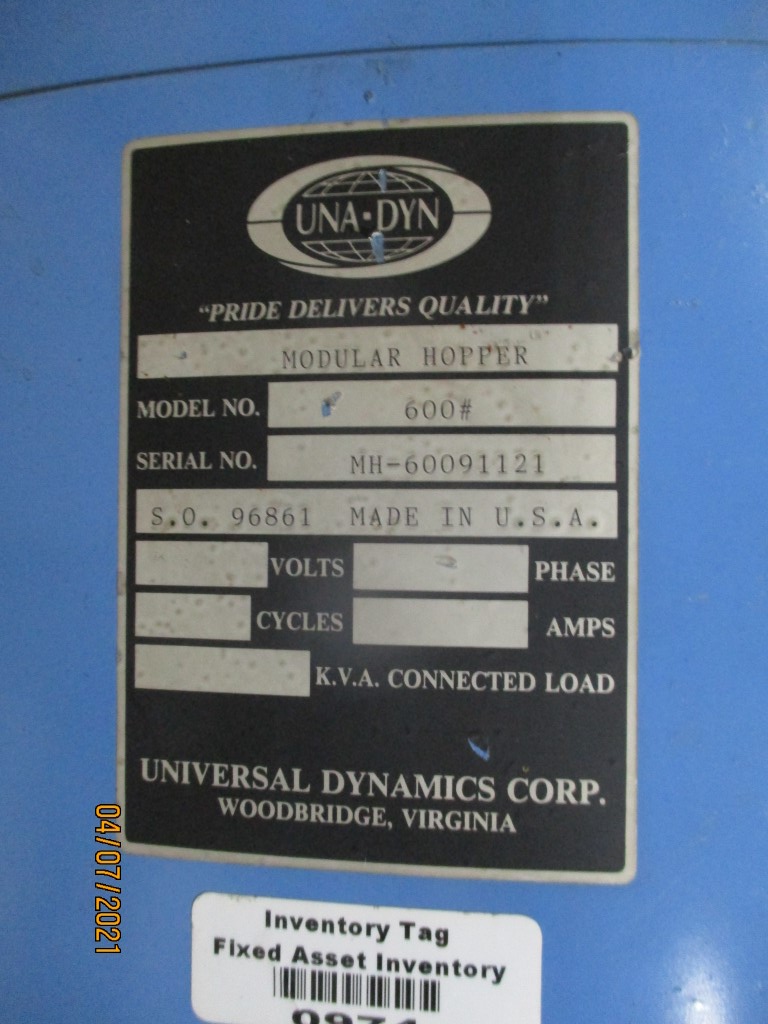 UNA-DYN
"PRIDE DELIVERS QUALITY"
MODULAR HOPPER
MODEL NO. 600#
SERIAL NO. MH-60091121
S.O. 96861 MADE IN U.S.A.
VOLTS PHASE
CYCLES AMPS
K.V.A. CONNECTED LOAD
UNIVERSAL DYNAMICS CORP.
WOODBRIDGE, VIRGINIA
04/07/2021
Inventory Tag
Fixed Asset Inventory